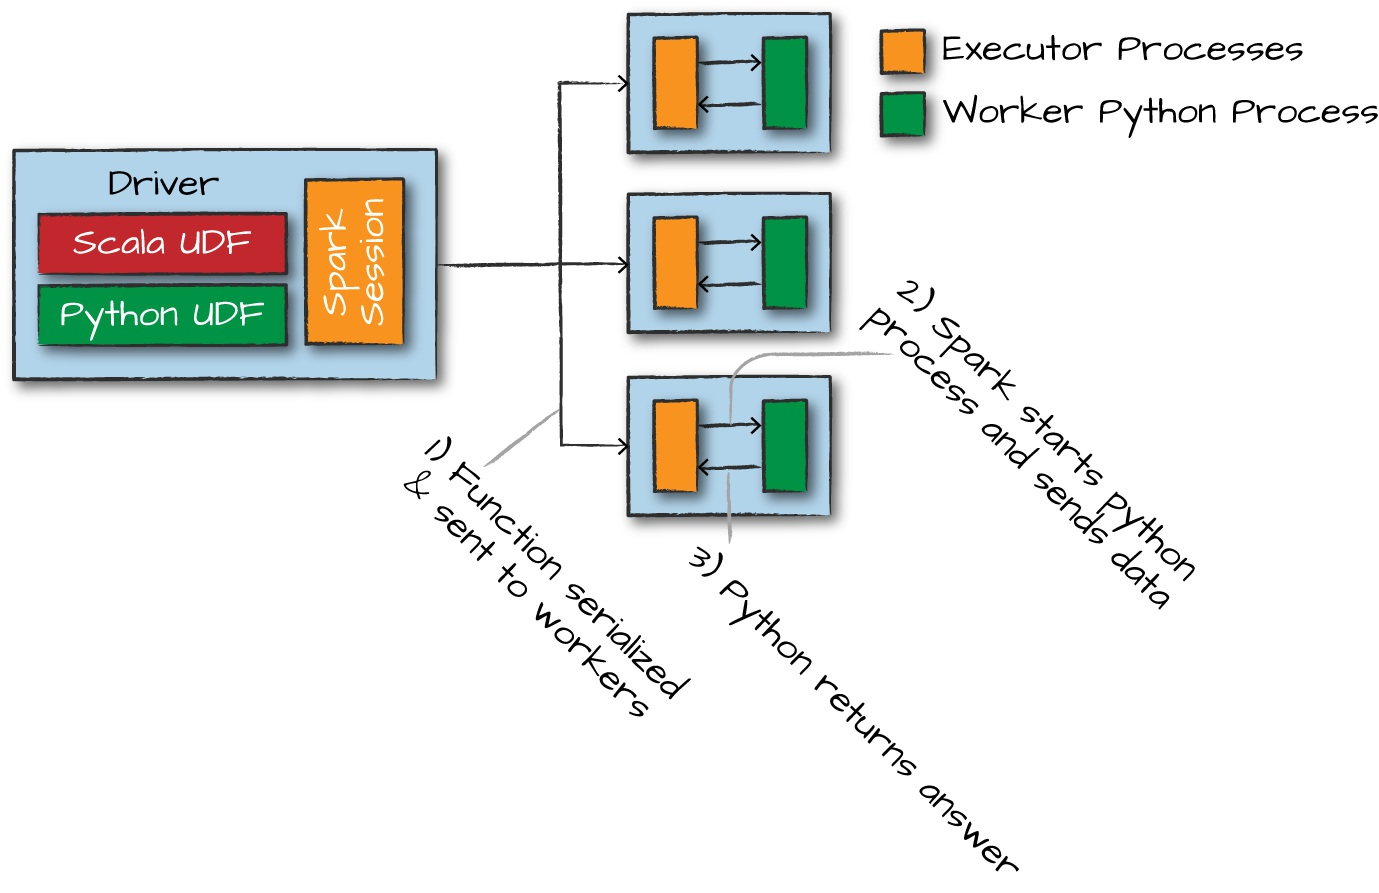 Driver
Scala UDF
Python UDF
Spark
Session
Executor Processes
Worker Python Process
1) Function serialized
& sent to workers
2) Spark starts Python
process and sends data
3) Python returns answer